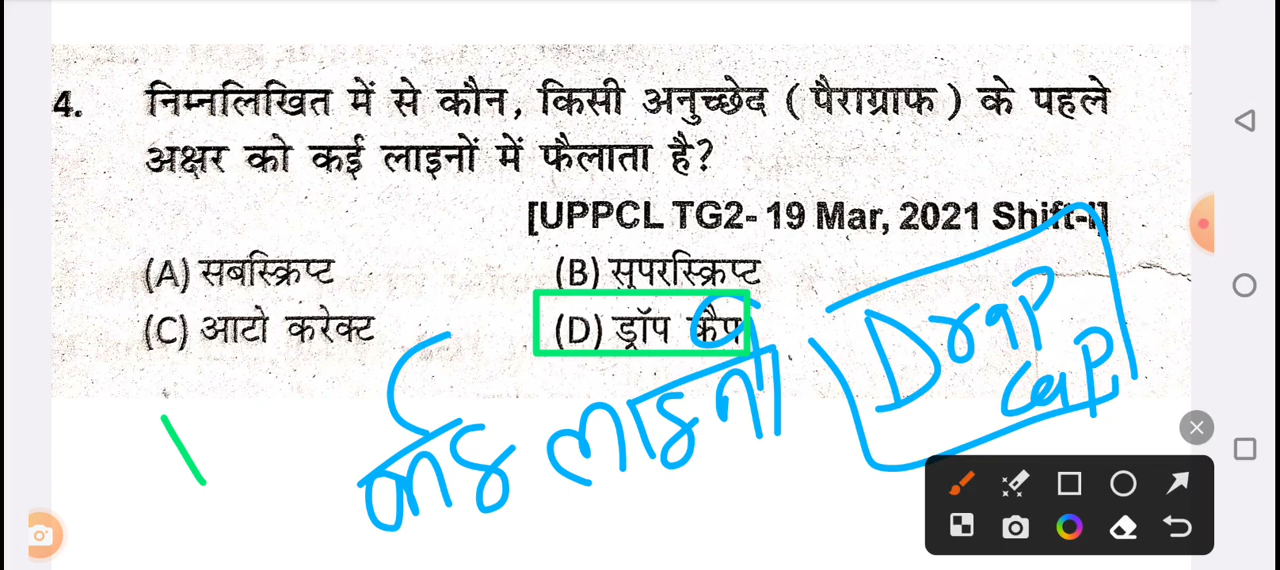 4. निम्नलिखित में से कौन, किसी अनुच्छेद (पैराग्राफ) के पहले
अक्षर को कई लाइनों में फैलाता है?
[UPPCL TG2- 19 Mar, 2021 Shift-I]
(A) सबस्क्रिप्ट (B) सुपरस्क्रिप्ट
(C) आटो करेक्ट (D) ड्रॉप कैप
कई लाइनो
Drop
Cap